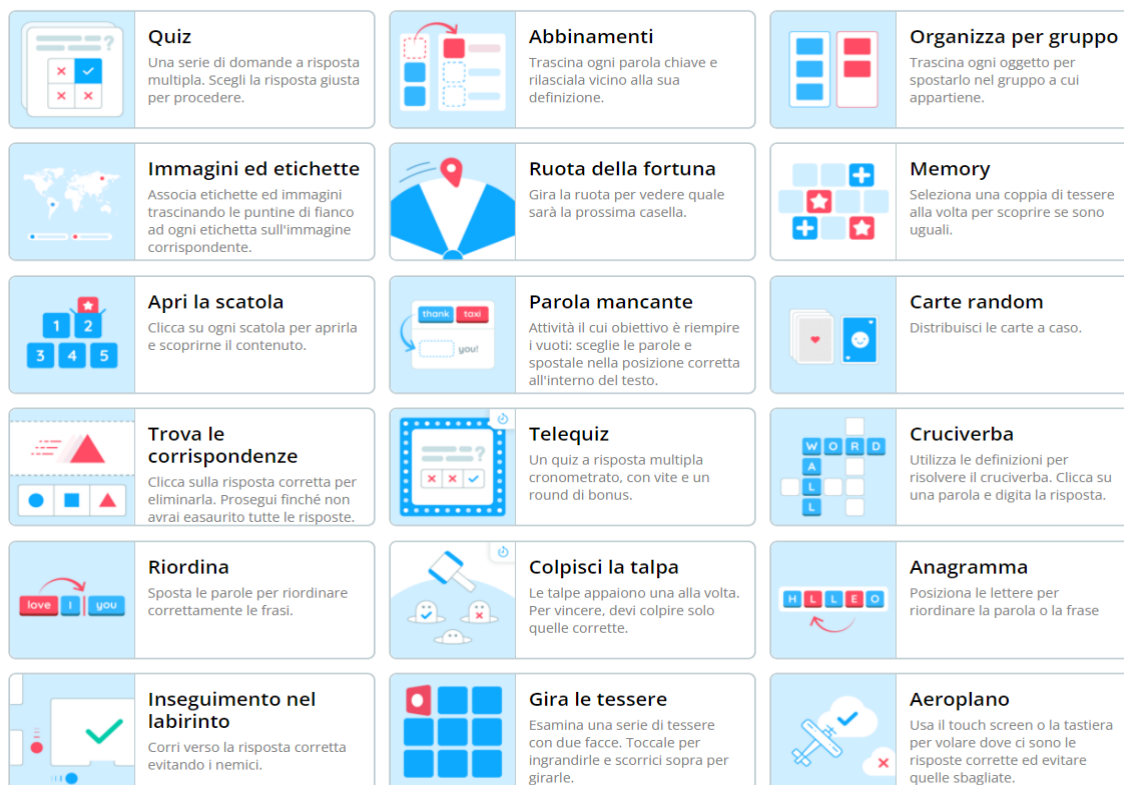 ?
Quiz
Una serie di domande a risposta
multipla. Scegli la risposta giusta
per procedere.
Abbinamenti
Trascina ogni parola chiave e
rilasciala vicino alla sua
definizione.
Organizza per gruppo
Trascina ogni oggetto per
spostarlo nel gruppo a cui
appartiene.
Immagini ed etichette
Associa etichette ed immagini
trascinando le puntine di fianco
ad ogni etichetta sull'immagine
corrispondente.
Ruota della fortuna
Gira la ruota per vedere quale
sarà la prossima casella.
Memory
Seleziona una coppia di tessere
alla volta per scoprire se sono
uguali.
1 2
3 4 5
Apri la scatola
Clicca su ogni scatola per aprirla
e scoprirne il contenuto.
thank taxi
you!
Parola mancante
Attività il cui obiettivo è riempire
i vuoti: sceglie le parole e
spostale nella posizione corretta
all'interno del testo.
Carte random
Distribuisci le carte a caso.
Trova le
corrispondenze
Clicca sulla risposta corretta per
eliminarla. Prosegui finché non
avrai easaurito tutte le risposte.
?
Telequiz
Un quiz a risposta multipla
cronometrato, con vite e un
round di bonus.
WORD
A
L
L
Cruciverba
Utilizza le definizioni per
risolvere il cruciverba. Clicca su
una parola e digita la risposta.
love I you
Riordina
Sposta le parole per riordinare
correttamente le frasi.
Colpisci la talpa
Le talpe appaiono una alla volta.
Per vincere, devi colpire solo
quelle corrette.
H L L E O
Anagramma
Posiziona le lettere per
riordinare la parola o la frase
Inseguimento nel
labirinto
Corri verso la risposta corretta
evitando i nemici.
Gira le tessere
Esamina una serie di tessere
con due facce. Toccale per
ingrandirle e scorrici sopra per
girarle.
Aeroplano
Usa il touch screen o la tastiera
per volare dove ci sono le
risposte corrette ed evitare
quelle sbagliate.